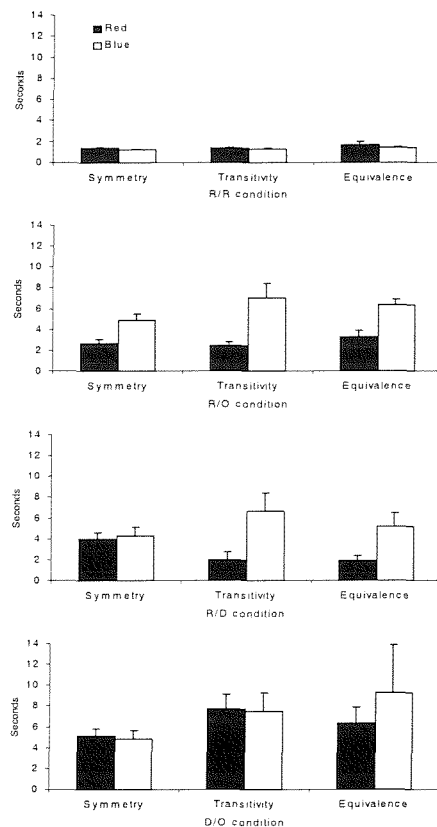 14
Red
12
Blue
10
Seconds
8
6
4
2
0
Symmetry Transitivity Equivalence
R/R condition
14
12
10
Seconds
8
6
4
2
0
Symmetry Transitivity Equivalence
R/O condition
14
12
10
Seconds
8
6
4
2
0
Symmetry Transitivity Equivalence
R/D condition
14
12
10
Seconds
8
6
4
2
0
Symmetry Transitivity Equivalence
D/O condition